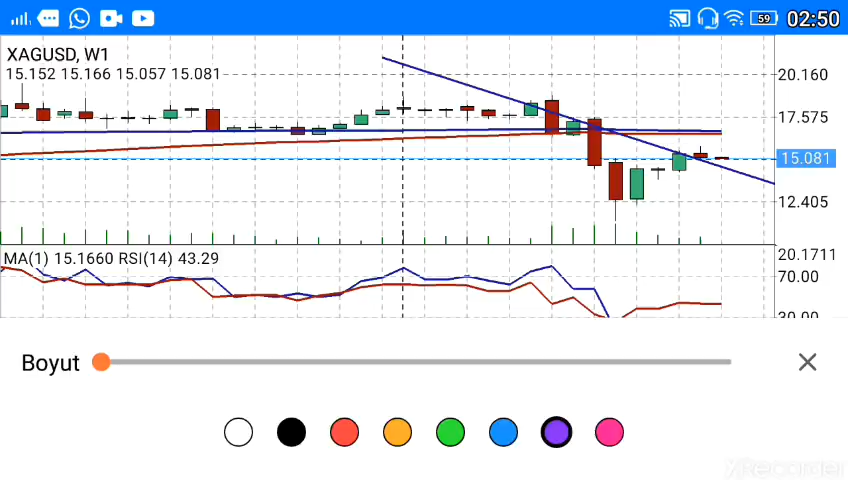 59 02:50
XAGUSD, W1
15.152 15.166 15.057 15.081
20.160
17.575
15.081
12.405
MA(1) 15.1660 RSI(14) 43.29
20.1711
70.00
30.00
Boyut
XRecorder